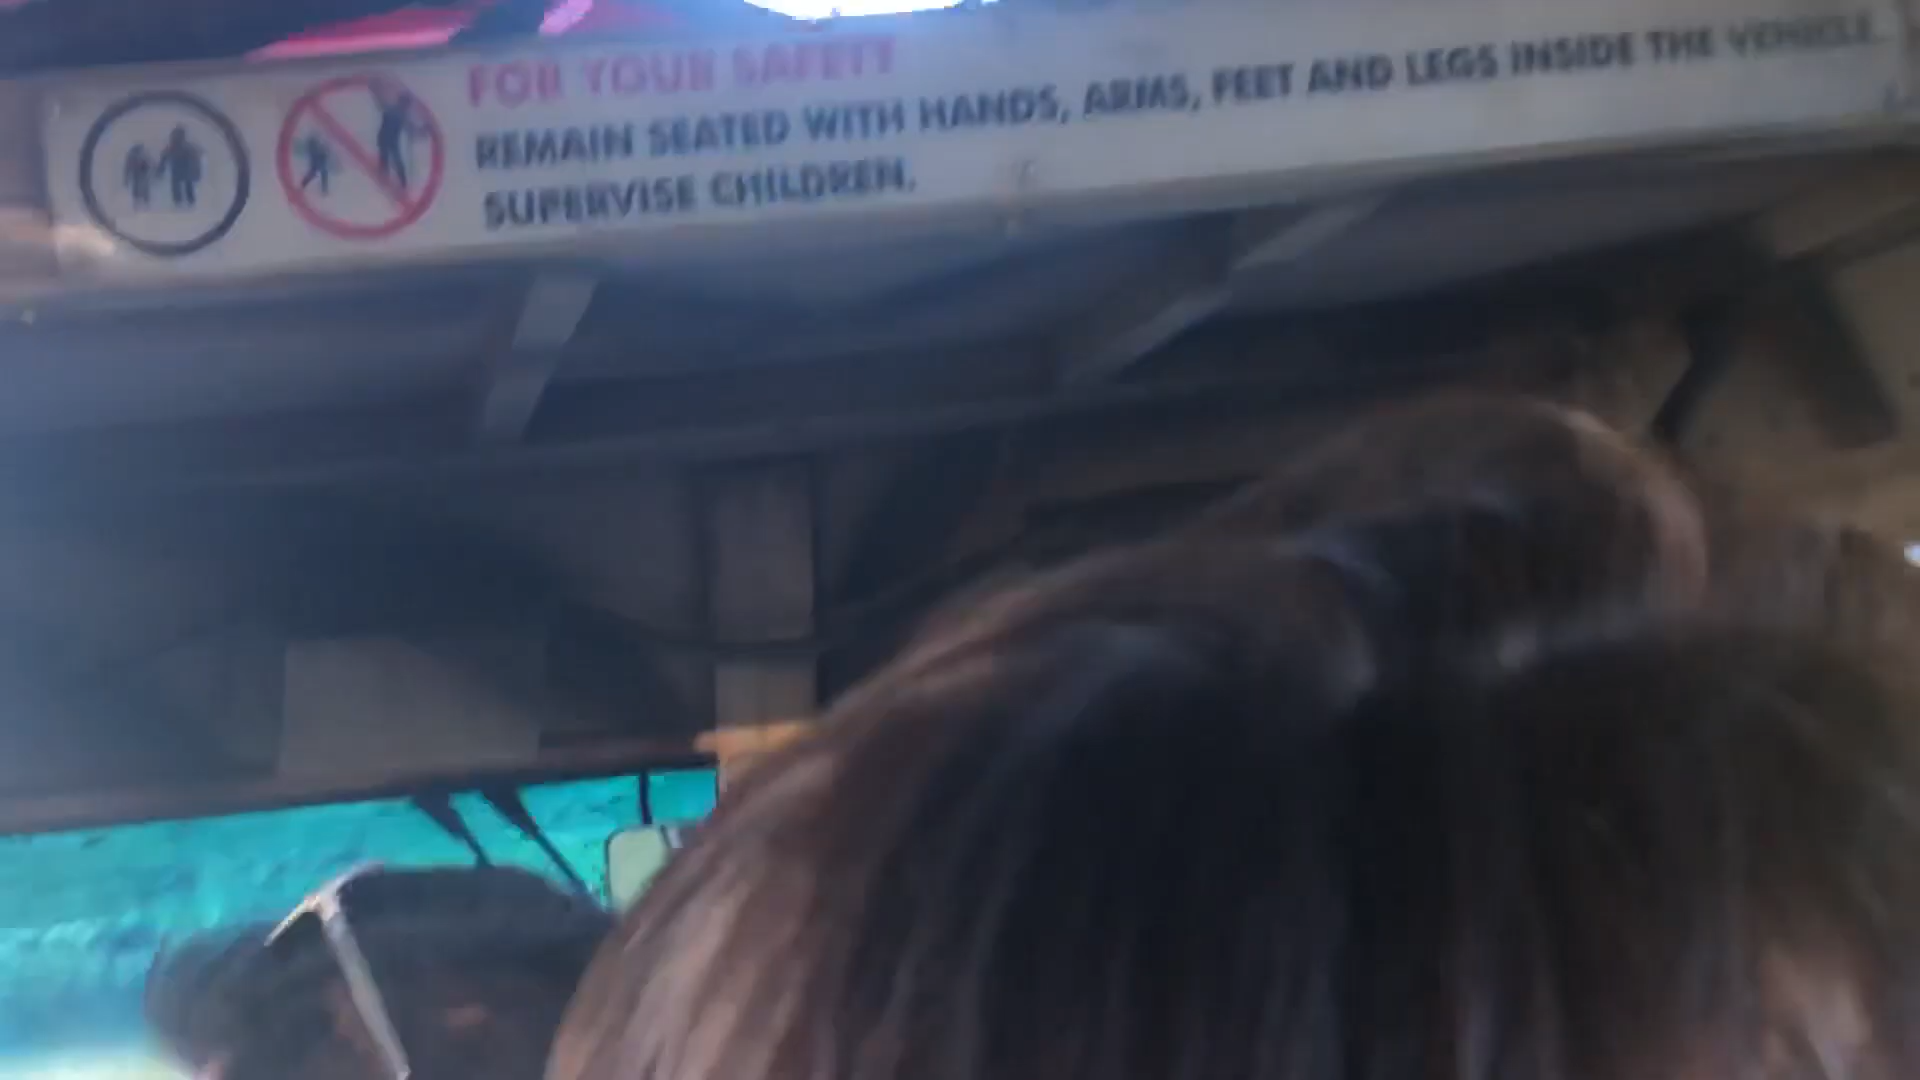 FOR YOUR SAFETY
REMAIN SEATED WITH HANDS, ARMS, FEET AND LEGS INSIDE THE VEHICLE.
SUPERVISE CHILDREN.